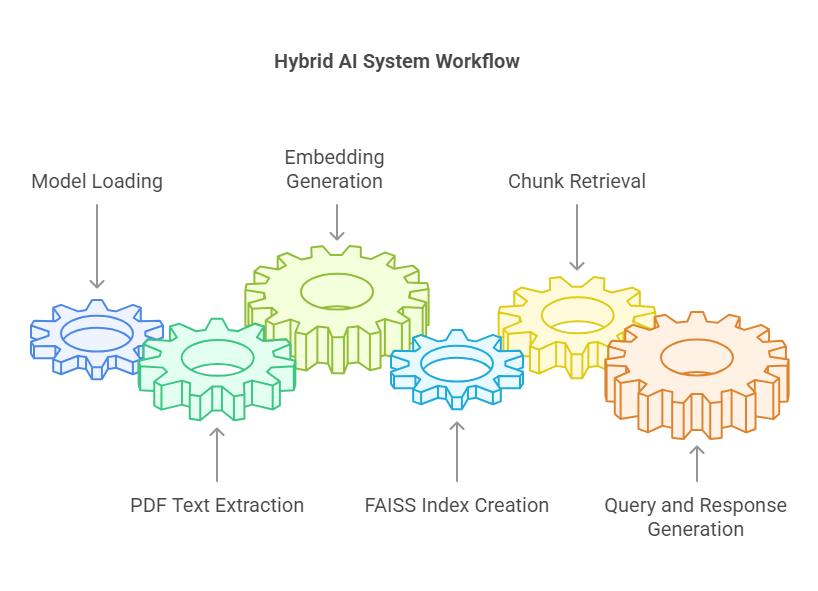 Hybrid AI System Workflow
Model Loading
Embedding
Generation
Chunk Retrieval
PDF Text Extraction
FAISS Index Creation
Query and Response
Generation